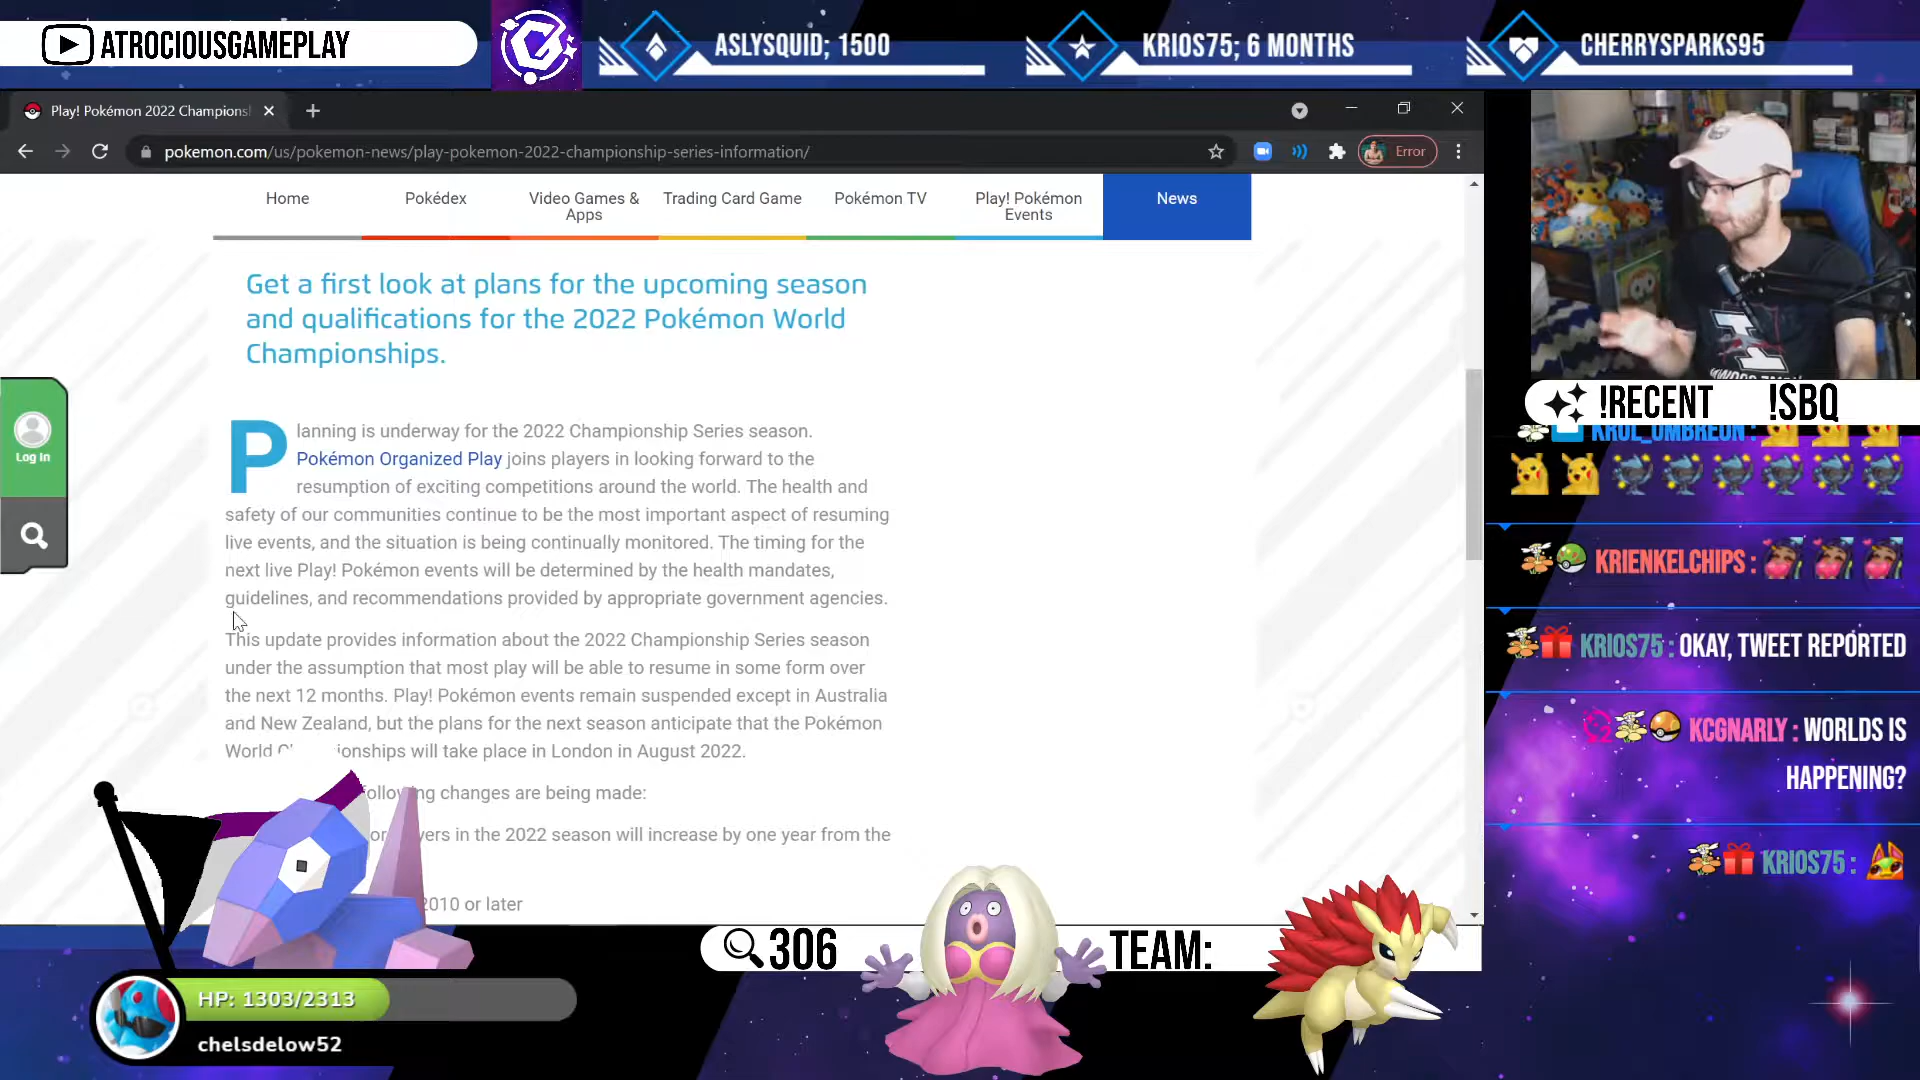 ATROCIOUSGAMEPLAY
ASLYSQUID; 1500
KRIOS75; 6 MONTHS
CHERRYSPARKS95
Play! Pokémon 2022 Champions
pokemon.com/us/pokemon-news/play-pokemon-2022-championship-series-information/
Error
Home
Pokédex
Video Games &
Apps
Trading Card Game
Pokémon TV
Play! Pokémon
Events
News
Get a first look at plans for the upcoming season
and qualifications for the 2022 Pokémon World
Championships.
Planning is underway for the 2022 Championship Series season.
Pokémon Organized Play joins players in looking forward to the
resumption of exciting competitions around the world. The health and
safety of our communities continue to be the most important aspect of resuming
live events, and the situation is being continually monitored. The timing for the
next live Play! Pokémon events will be determined by the health mandates,
guidelines, and recommendations provided by appropriate government agencies.
This update provides information about the 2022 Championship Series season
under the assumption that most play will be able to resume in some form over
the next 12 months. Play! Pokémon events remain suspended except in Australia
and New Zealand, but the plans for the next season anticipate that the Pokémon
World Ch ionships will take place in London in August 2022.
following changes are being made:
or yers in the 2022 season will increase by one year from the
2010 or later
Log In
!RECENT
!SBQ
KROL_UMBREON :
KRIENKELCHIPS :
KRIOS75 : OKAY, TWEET REPORTED
KCGNARLY : WORLDS IS
HAPPENING?
KRIOS75 :
306
TEAM:
HP: 1303/2313
chelsdelow52